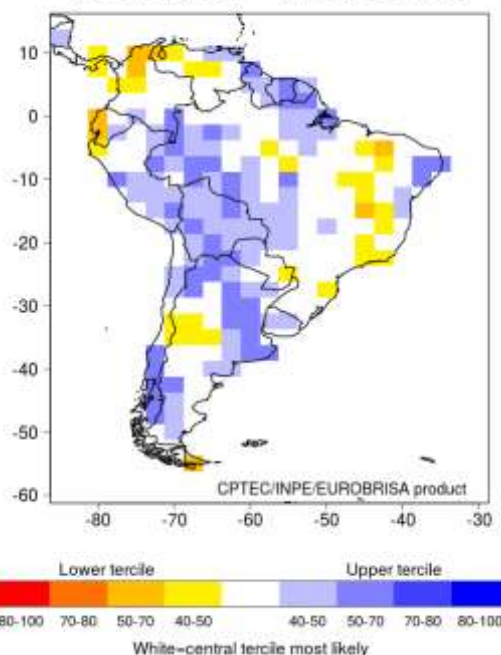 10
0
-10
-20
-30
-40
-50
-60
CPTEC/INPE/EUROBRISA product
-80 -70 -60 -50 -40 -30
Lower tercile Upper tercile
80-100 70-80 50-70 40-50 40-50 50-70 70-80 80-100
White=central tercile most likely